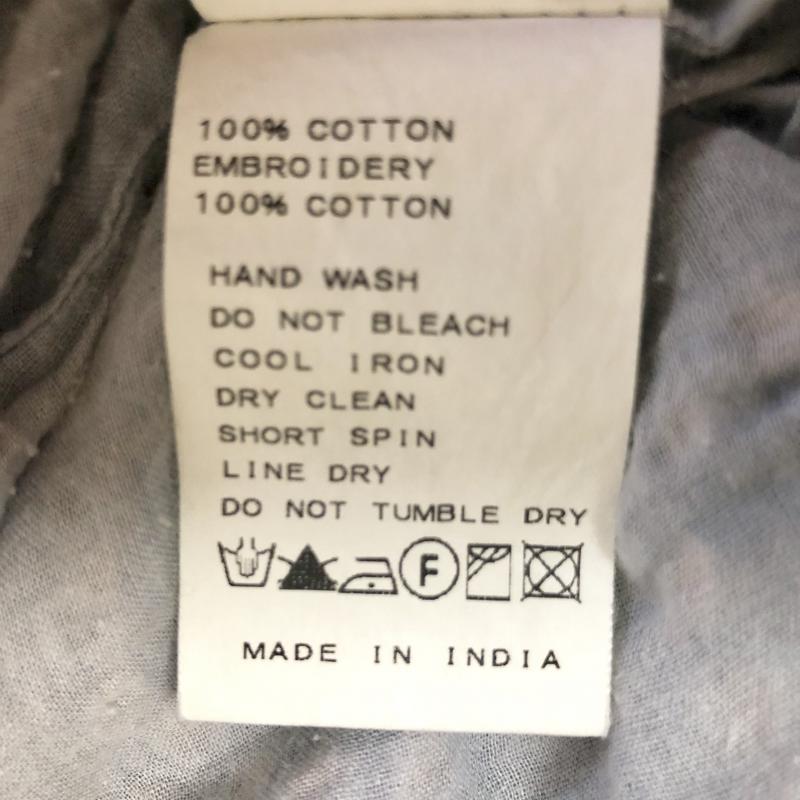 100% COTTON
EMBROIDERY
100% COTTON
HAND WASH
DO NOT BLEACH
COOL IRON
DRY CLEAN
SHORT SPIN
LINE DRY
DO NOT TUMBLE DRY
F
MADE IN INDIA